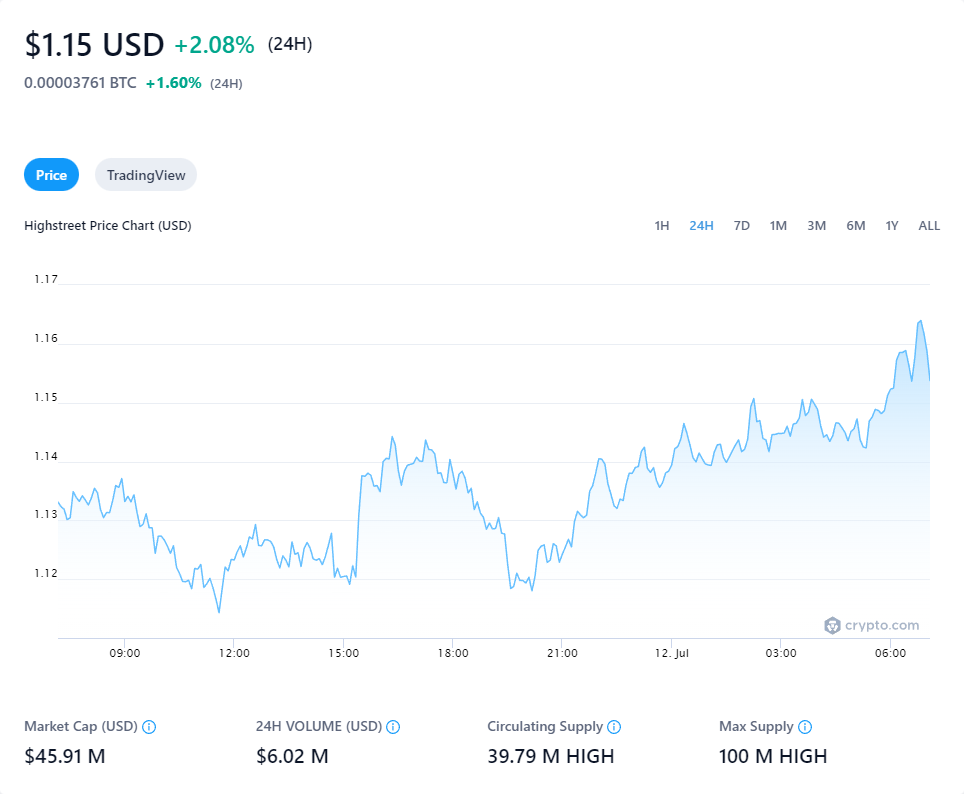 $1.15 USD +2.08% (24H)
0.00003761 BTC +1.60% (24H)
Price TradingView
Highstreet Price Chart (USD) 1H 24H 7D 1M 3M 6M 1Y ALL
1.17
1.16
1.15
1.14
1.13
1.12
crypto.com
09:00 12:00 15:00 18:00 21:00 12. Jul 03:00 06:00
Market Cap (USD) 24H VOLUME (USD) Circulating Supply Max Supply
$45.91 M $6.02 M 39.79 M HIGH 100 M HIGH